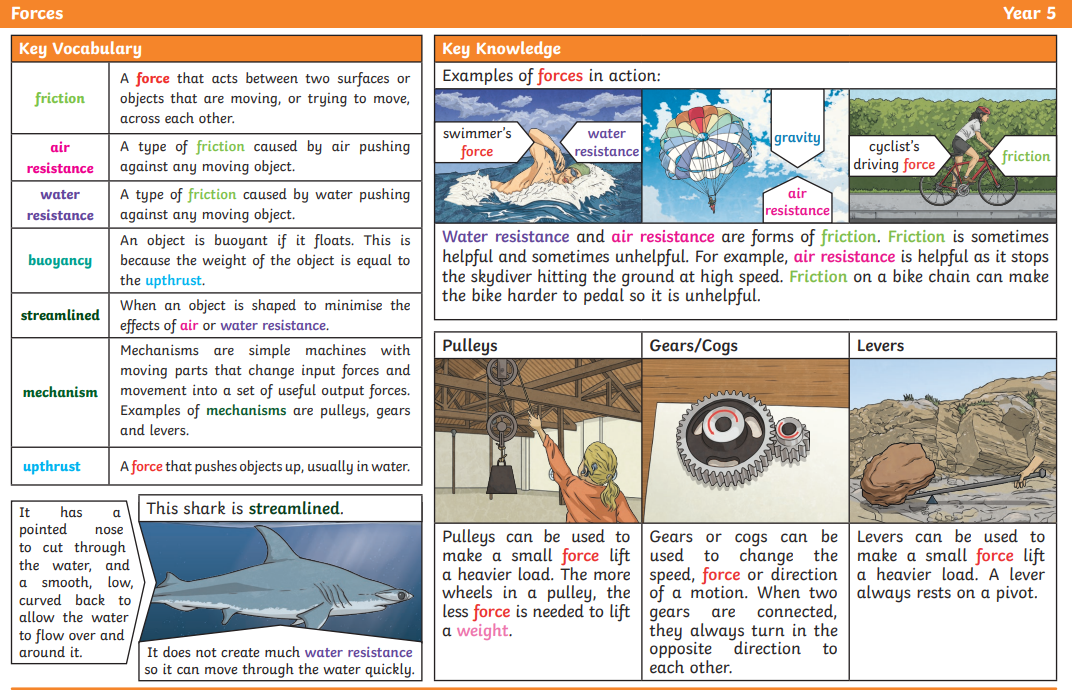 Forces
Year 5
Key Vocabulary
friction
A force that acts between two surfaces or
objects that are moving, or trying to move,
across each other.
air
resistance
A type of friction caused by air pushing
against any moving object.
water
resistance
A type of friction caused by water pushing
against any moving object.
buoyancy
An object is buoyant if it floats. This is
because the weight of the object is equal to
the upthrust.
streamlined
When an object is shaped to minimise the
effects of air or water resistance.
mechanism
Mechanisms are simple machines with
moving parts that change input forces and
movement into a set of useful output forces.
Examples of mechanisms are pulleys, gears
and levers.
upthrust
A force that pushes objects up, usually in water.
It has a
pointed nose
to cut through
the water, and
a smooth, low,
curved back to
allow the water
to flow over and
around it.
This shark is streamlined.
It does not create much water resistance
so it can move through the water quickly.
Key Knowledge
Examples of forces in action:
swimmer's
force
water
resistance
gravity
air
resistance
cyclist's
driving force
friction
Water resistance and air resistance are forms of friction. Friction is sometimes
helpful and sometimes unhelpful. For example, air resistance is helpful as it stops
the skydiver hitting the ground at high speed. Friction on a bike chain can make
the bike harder to pedal so it is unhelpful.
Pulleys
Pulleys can be used to
make a small force lift
a heavier load. The more
wheels in a pulley, the
less force is needed to lift
a weight.
Gears/Cogs
Gears or cogs can be
used to change the
speed, force or direction
of a motion. When two
gears are connected,
they always turn in the
opposite direction to
each other.
Levers
Levers can be used to
make a small force lift
a heavier load. A lever
always rests on a pivot.